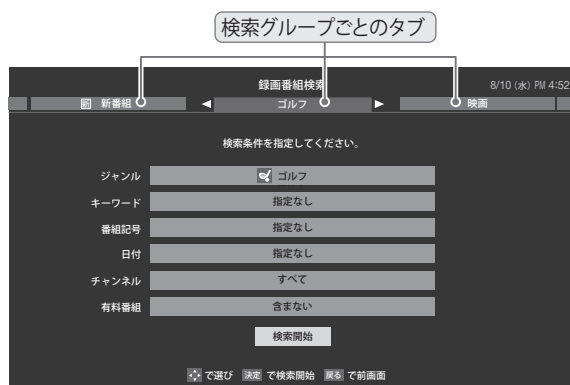 検索グループごとのタブ
録画番組検索 8/10 (水) PM 4:52
新 新番組 ゴルフ 映画
検索条件を指定してください。
ジャンル ゴルフ
キーワード 指定なし
番組記号 指定なし
日付 指定なし
チャンネル すべて
有料番組 含まない
検索開始
で選び 決定 で検索開始 戻る で前画面